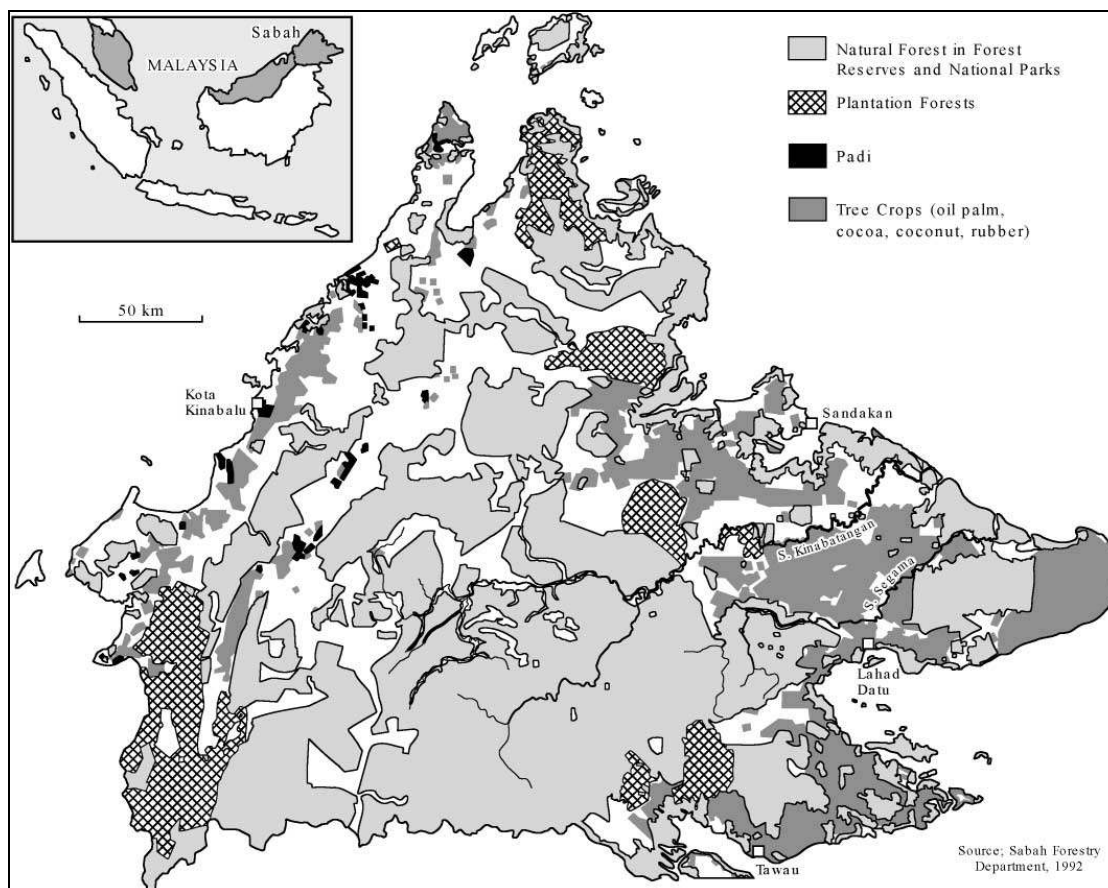 Sabah
MALAYSIA
Natural Forest in Forest
Reserves and National Parks
Plantation Forests
Padi
Tree Crops (oil palm,
cocoa, coconut, rubber)
50 km
Kota
Kinabalu
Sandakan
S. Kinabatangan
S. Segama
Lahad
Datu
Tawau
Source; Sabah Forestry
Department, 1992